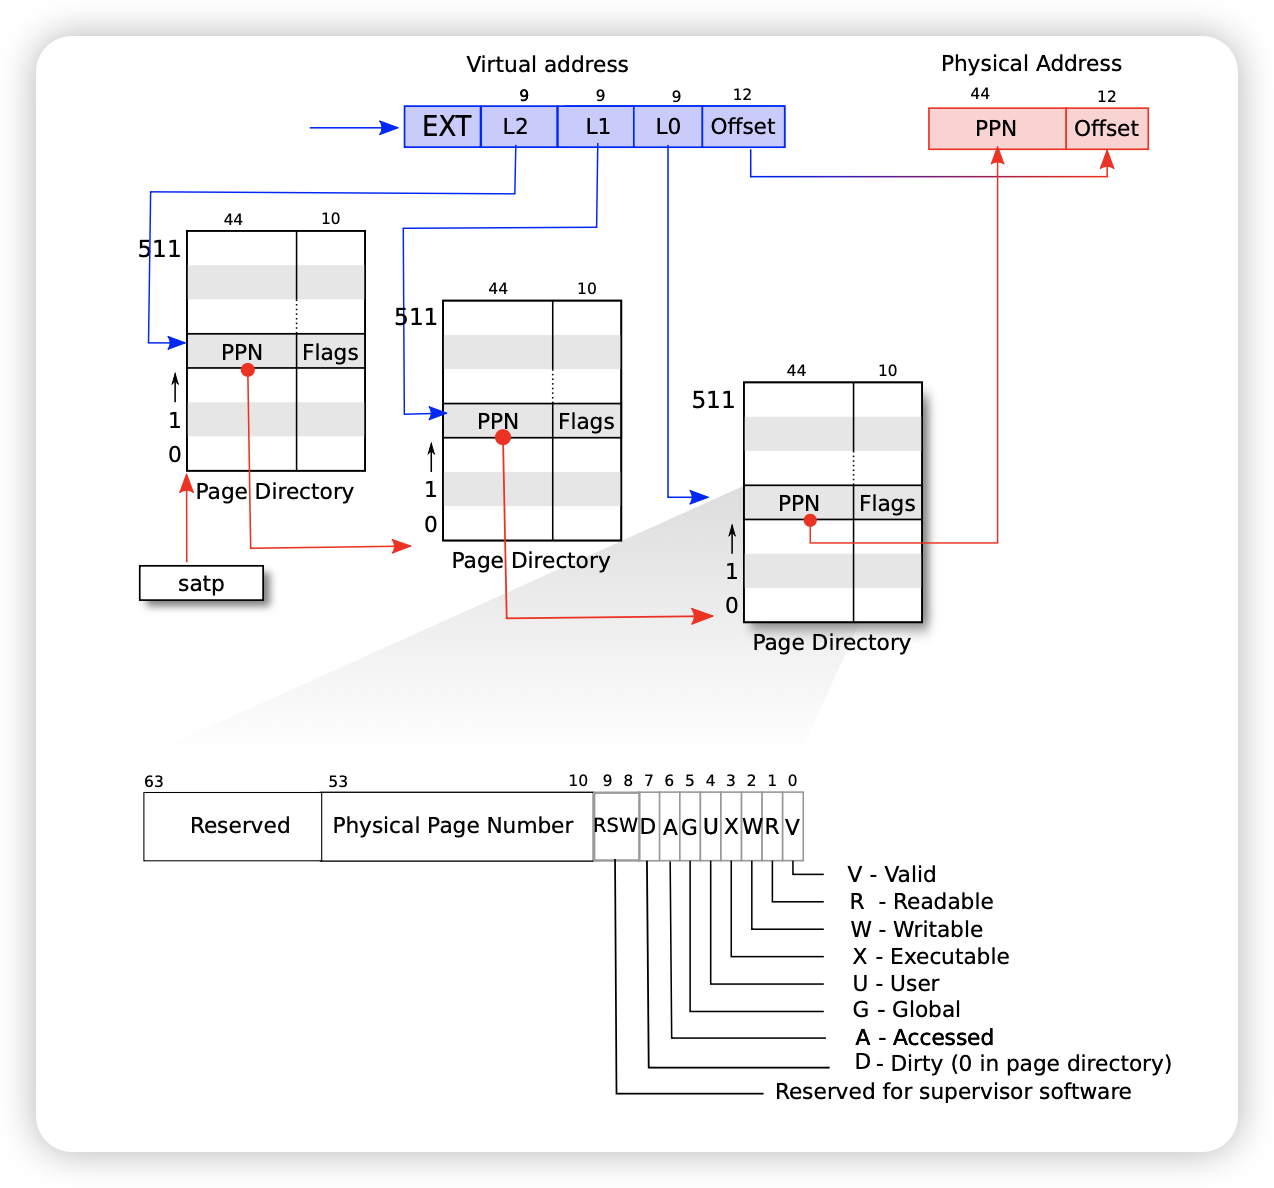 Virtual address
Physical Address
9 9 9 12
44 12
EXT L2 L1 L0 Offset
PPN Offset
44 10
511
PPN Flags
1
0
Page Directory
satp
44 10
511
PPN Flags
1
0
Page Directory
44 10
511
PPN Flags
1
0
Page Directory
63 53 10 9 8 7 6 5 4 3 2 1 0
Reserved Physical Page Number RSW D A G U X W R V
V - Valid
R - Readable
W - Writable
X - Executable
U - User
G - Global
A - Accessed
D - Dirty (0 in page directory)
Reserved for supervisor software